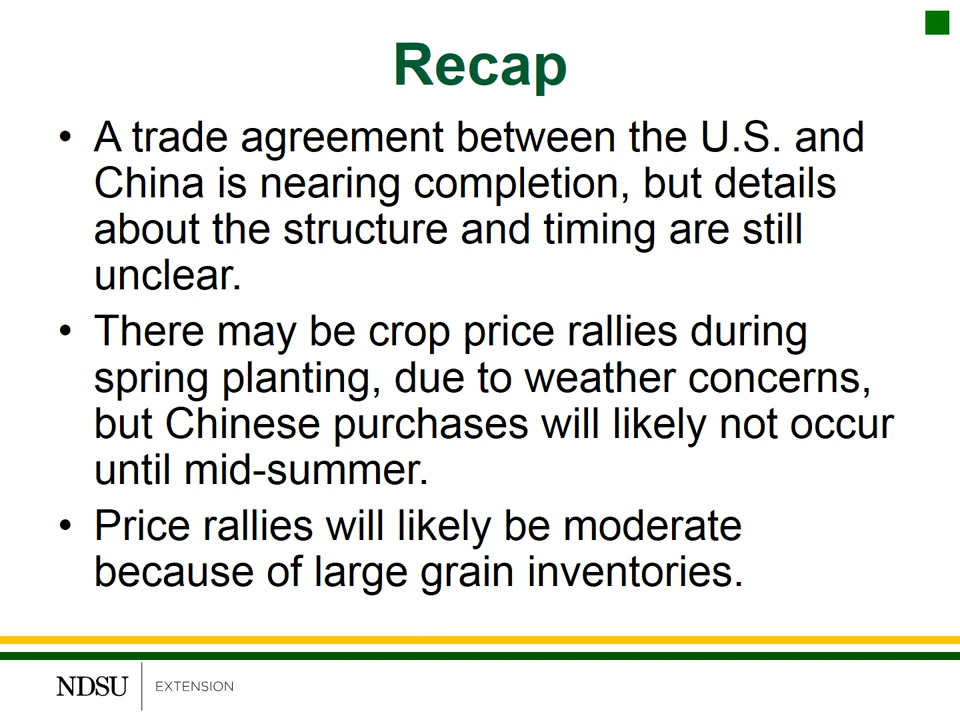 Recap
• A trade agreement between the U.S. and
China is nearing completion, but details
about the structure and timing are still
unclear.
• There may be crop price rallies during
spring planting, due to weather concerns,
but Chinese purchases will likely not occur
until mid-summer.
• Price rallies will likely be moderate
because of large grain inventories.
NDSU EXTENSION